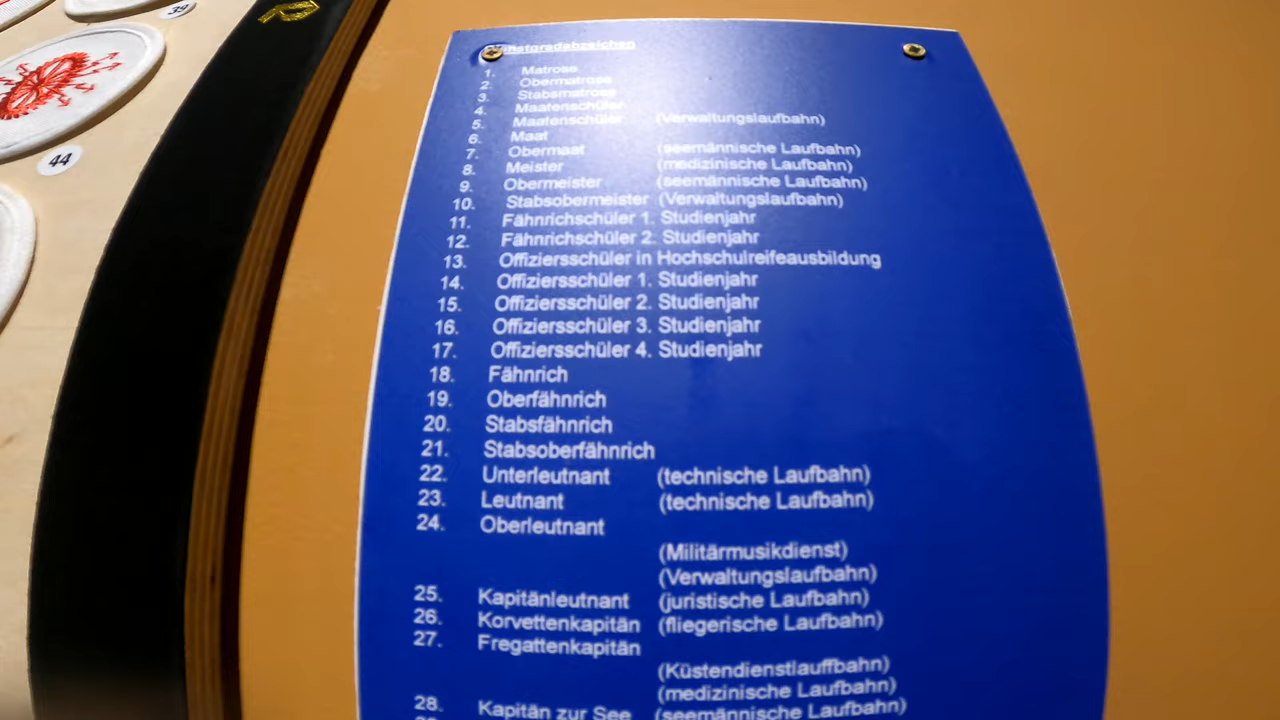 39
44
Dienstgradabzeichen
1. Matrose
2. Obermatrose
3. Stabsmatrose
4. Maatenschüler
5. Maatenschüler (Verwaltungslaufbahn)
6. Maat
7. Obermaat (seemännische Laufbahn)
8. Meister (medizinische Laufbahn)
9. Obermeister (seemännische Laufbahn)
10. Stabsobermeister (Verwaltungslaufbahn)
11. Fähnrichschüler 1. Studienjahr
12. Fähnrichschüler 2. Studienjahr
13. Offiziersschüler in Hochschulreifeausbildung
14. Offiziersschüler 1. Studienjahr
15. Offiziersschüler 2. Studienjahr
16. Offiziersschüler 3. Studienjahr
17. Offiziersschüler 4. Studienjahr
18. Fähnrich
19. Oberfähnrich
20. Stabsfähnrich
21. Stabsoberfähnrich
22. Unterleutnant (technische Laufbahn)
23. Leutnant (technische Laufbahn)
24. Oberleutnant
(Militärmusikdienst)
(Verwaltungslaufbahn)
25. Kapitänleutnant (juristische Laufbahn)
26. Korvettenkapitän (fliegerische Laufbahn)
27. Fregattenkapitän
(Küstendienstlauffbahn)
(medizinische Laufbahn)
28. Kapitän zur See (seemännische Laufbahn)